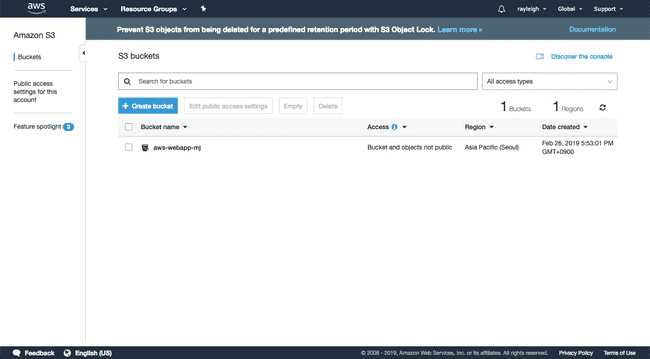 aws Services Resource Groups rayleigh Global Support
Amazon S3
Buckets
Public access
settings for this
account
Feature spotlight 3
Prevent S3 objects from being deleted for a predefined retention period with S3 Object Lock. Learn more » Documentation
S3 buckets Discover the console
Search for buckets All access types
+ Create bucket Edit public access settings Empty Delete 1 Buckets 1 Regions
Bucket name Access Region Date created
aws-webapp-mj Bucket and objects not public Asia Pacific (Seoul) Feb 26, 2019 5:53:01 PM
GMT+0900
Feedback English (US) © 2008 - 2019, Amazon Web Services, Inc. or its affiliates. All rights reserved. Privacy Policy Terms of Use